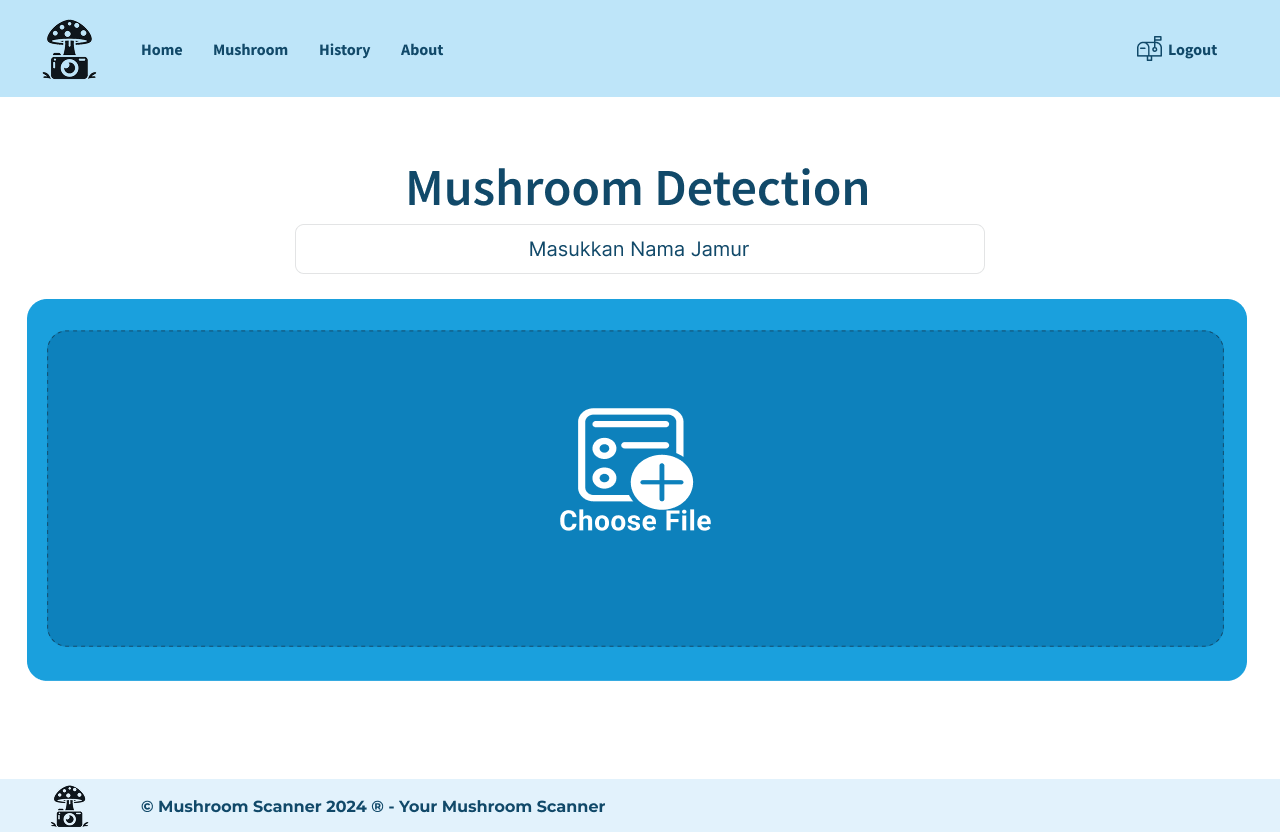 Home Mushroom History About Logout
Mushroom Detection
Masukkan Nama Jamur
Choose File
© Mushroom Scanner 2024 ® - Your Mushroom Scanner